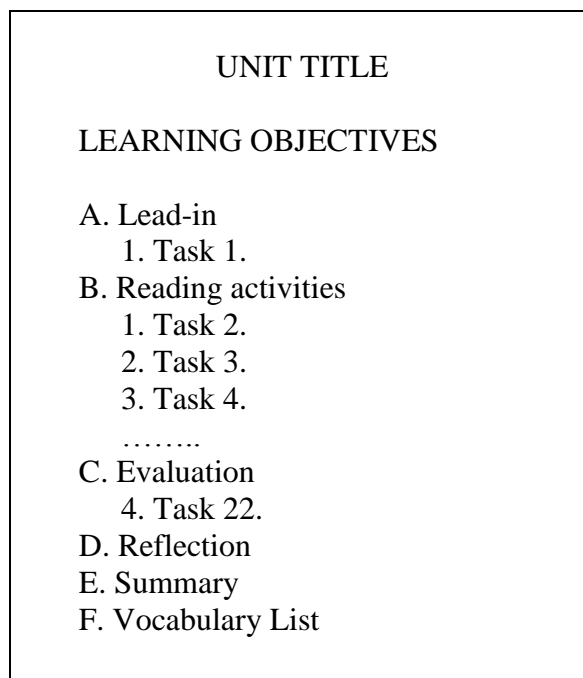 UNIT TITLE
LEARNING OBJECTIVES
A. Lead-in
1. Task 1.
B. Reading activities
1. Task 2.
2. Task 3.
3. Task 4.
……..
C. Evaluation
4. Task 22.
D. Reflection
E. Summary
F. Vocabulary List